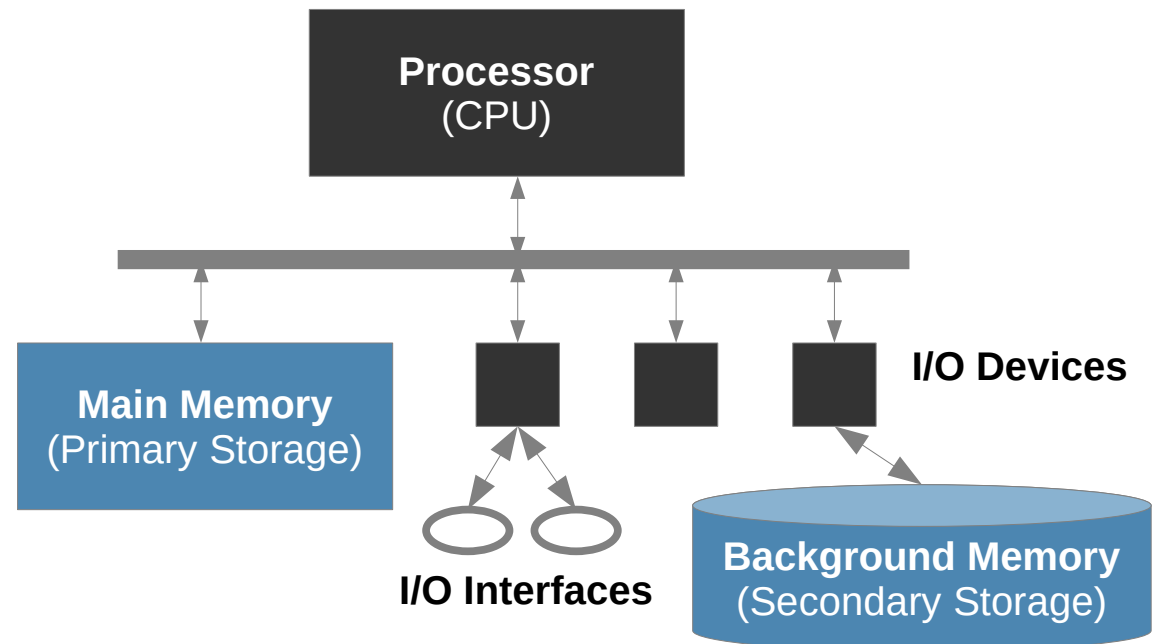 Processor
(CPU)
Main Memory
(Primary Storage)
I/O Devices
I/O Interfaces
Background Memory
(Secondary Storage)